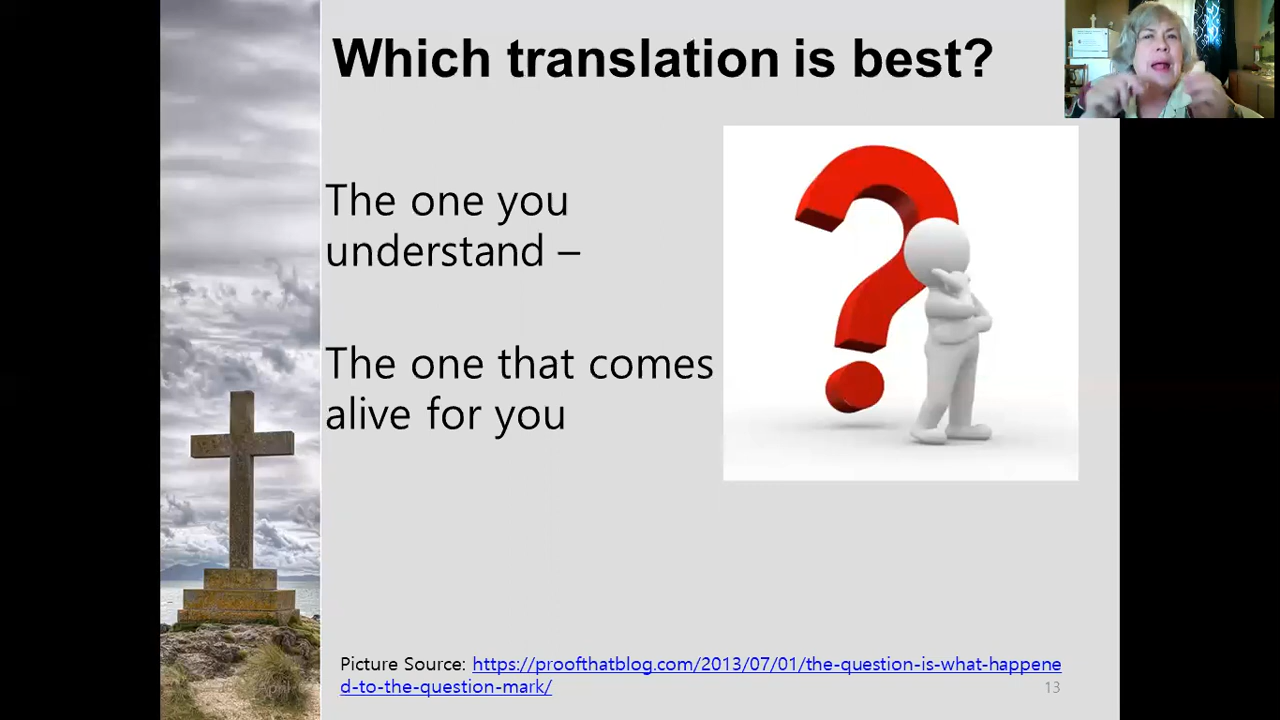 Which translation is best?
The one you
understand –
The one that comes
alive for you
Picture Source: https://proofthatblog.com/2013/07/01/the-question-is-what-happene
d-to-the-question-mark/
April
13